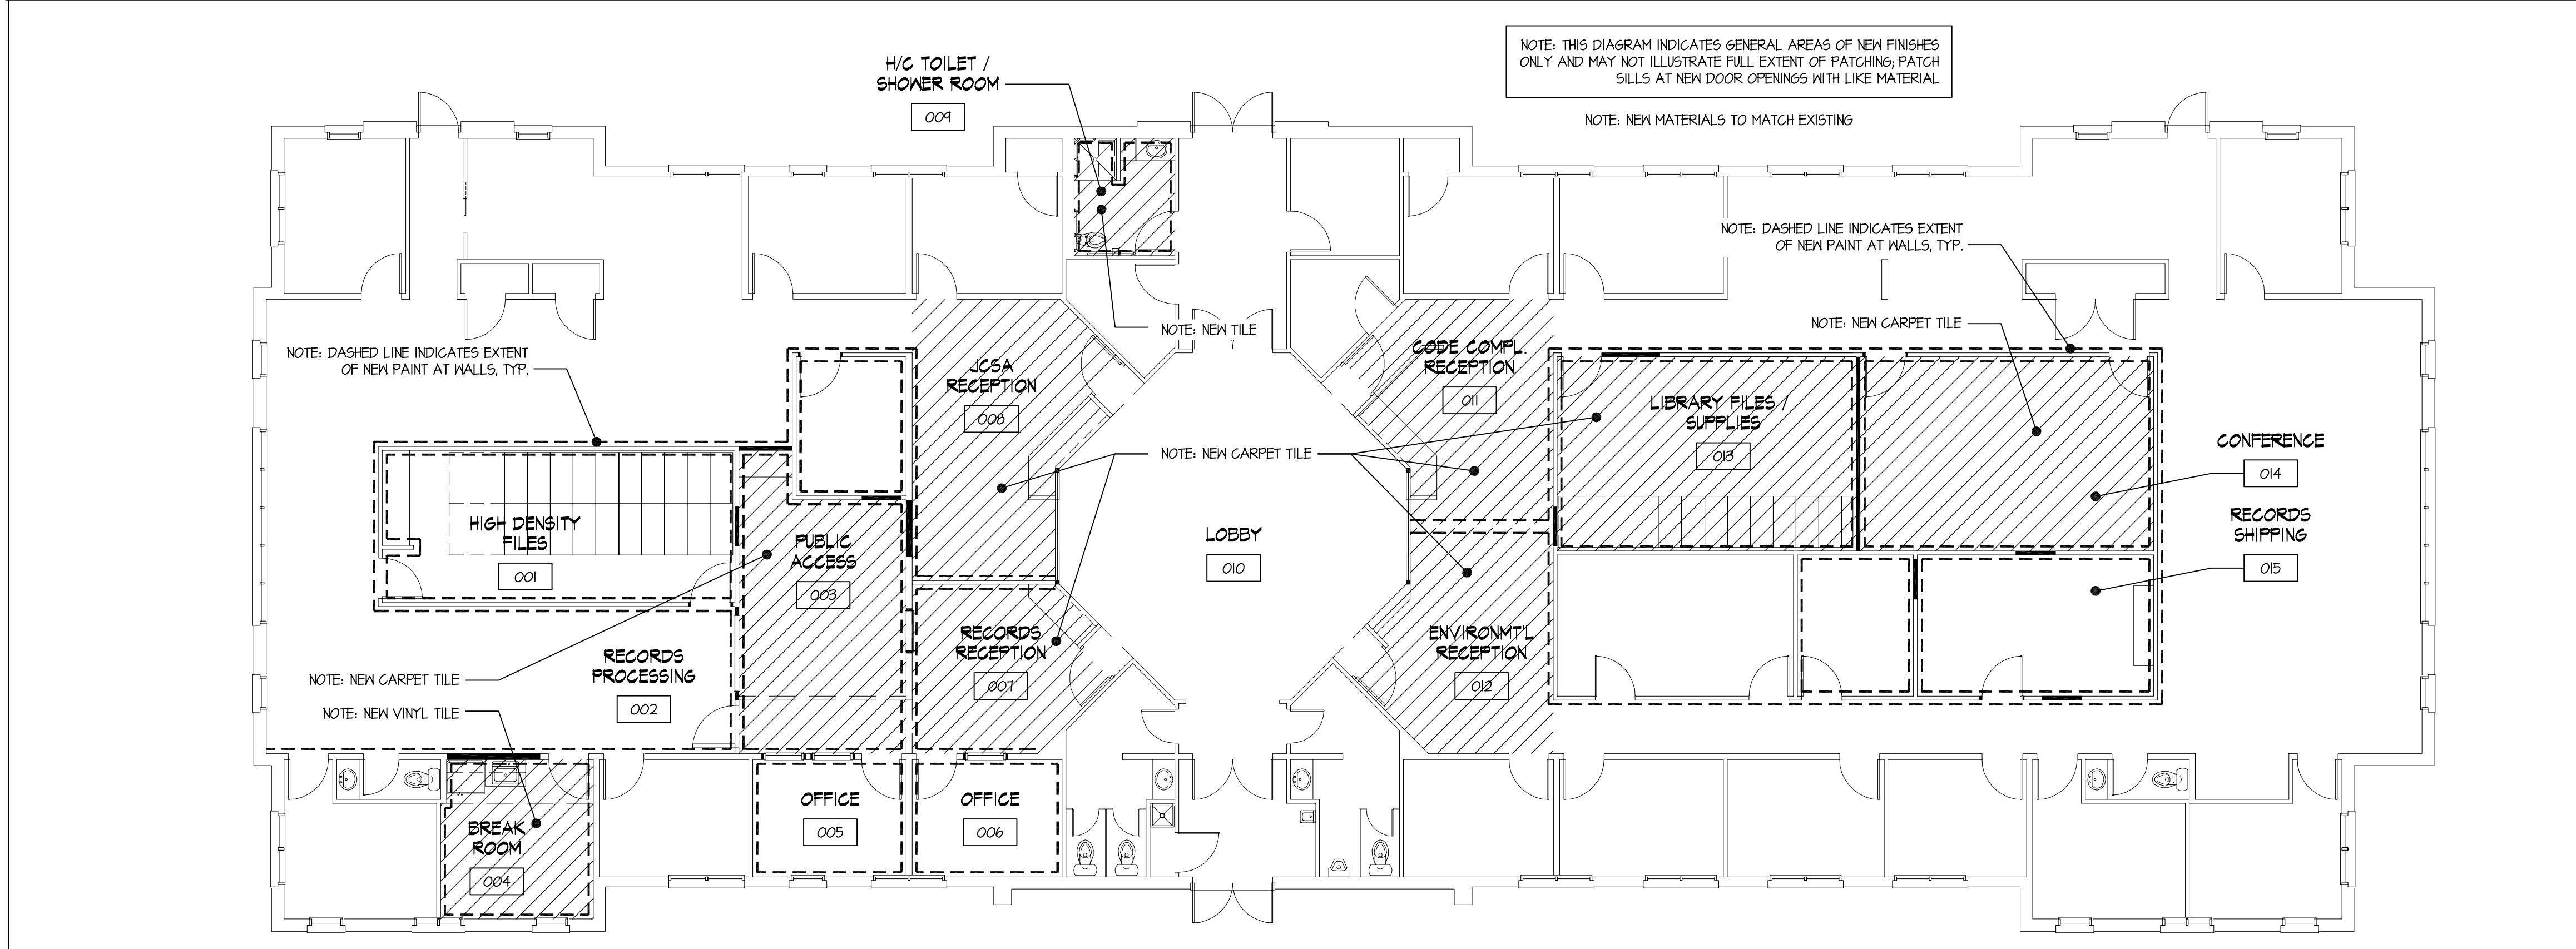 NOTE: THIS DIAGRAM INDICATES GENERAL AREAS OF NEW FINISHES
ONLY AND MAY NOT ILLUSTRATE FULL EXTENT OF PATCHING; PATCH
SILLS AT NEW DOOR OPENINGS WITH LIKE MATERIAL
NOTE: NEW MATERIALS TO MATCH EXISTING
H/C TOILET /
SHOWER ROOM
009
NOTE: DASHED LINE INDICATES EXTENT
OF NEW PAINT AT WALLS, TYP.
NOTE: NEW TILE
NOTE: NEW CARPET TILE
NOTE: DASHED LINE INDICATES EXTENT
OF NEW PAINT AT WALLS, TYP.
JCSA
RECEPTION
008
CODE COMPL.
RECEPTION
011
LIBRARY FILES /
SUPPLIES
013
CONFERENCE
014
NOTE: NEW CARPET TILE
HIGH DENSITY
FILES
001
PUBLIC
ACCESS
003
LOBBY
010
RECORDS
SHIPPING
015
RECORDS
PROCESSING
002
RECORDS
RECEPTION
007
ENVIRONMT'L
RECEPTION
012
NOTE: NEW CARPET TILE
NOTE: NEW VINYL TILE
BREAK
ROOM
004
OFFICE
005
OFFICE
006